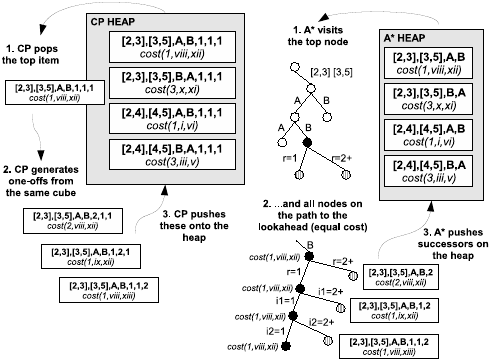 CP HEAP
[2,3],[3,5],A,B,1,1,1
cost(1,viii,xii)
[2,3],[3,5],B,A,1,1,1
cost(3,x,xi)
[2,4],[4,5],A,B,1,1,1
cost(1,i,vi)
[2,4],[4,5],B,A,1,1,1
cost(3,iii,v)
1. CP pops
the top item
[2,3],[3,5],A,B,1,1,1
cost(1,viii,xii)
2. CP generates
one-offs from
the same cube
[2,3],[3,5],A,B,2,1,1
cost(2,viii,xii)
[2,3],[3,5],A,B,1,2,1
cost(1,ix,xii)
[2,3],[3,5],A,B,1,1,2
cost(1,viii,xiii)
3. CP pushes
these onto the
heap
1. A* visits
the top node
[2,3] [3,5]
A
B
A
B
r=1
r=2+
2. ...and all nodes on
the path to the
lookahead (equal cost)
B
cost(1,viii,xii)
r=1
r=2+
cost(1,viii,xii)
i1=1
i1=2+
cost(1,viii,xii)
i2=1
i2=2+
cost(1,viii,xii)
A* HEAP
[2,3],[3,5],A,B
cost(1,viii,xii)
[2,3],[3,5],B,A
cost(3,x,xi)
[2,4],[4,5],A,B
cost(1,i,vi)
[2,4],[4,5],B,A
cost(3,iii,v)
3. A* pushes
successors on
the heap
[2,3],[3,5],A,B,2
cost(2,viii,xii)
[2,3],[3,5],A,B,1,2
cost(1,ix,xii)
[2,3],[3,5],A,B,1,1,2
cost(1,viii,xiii)